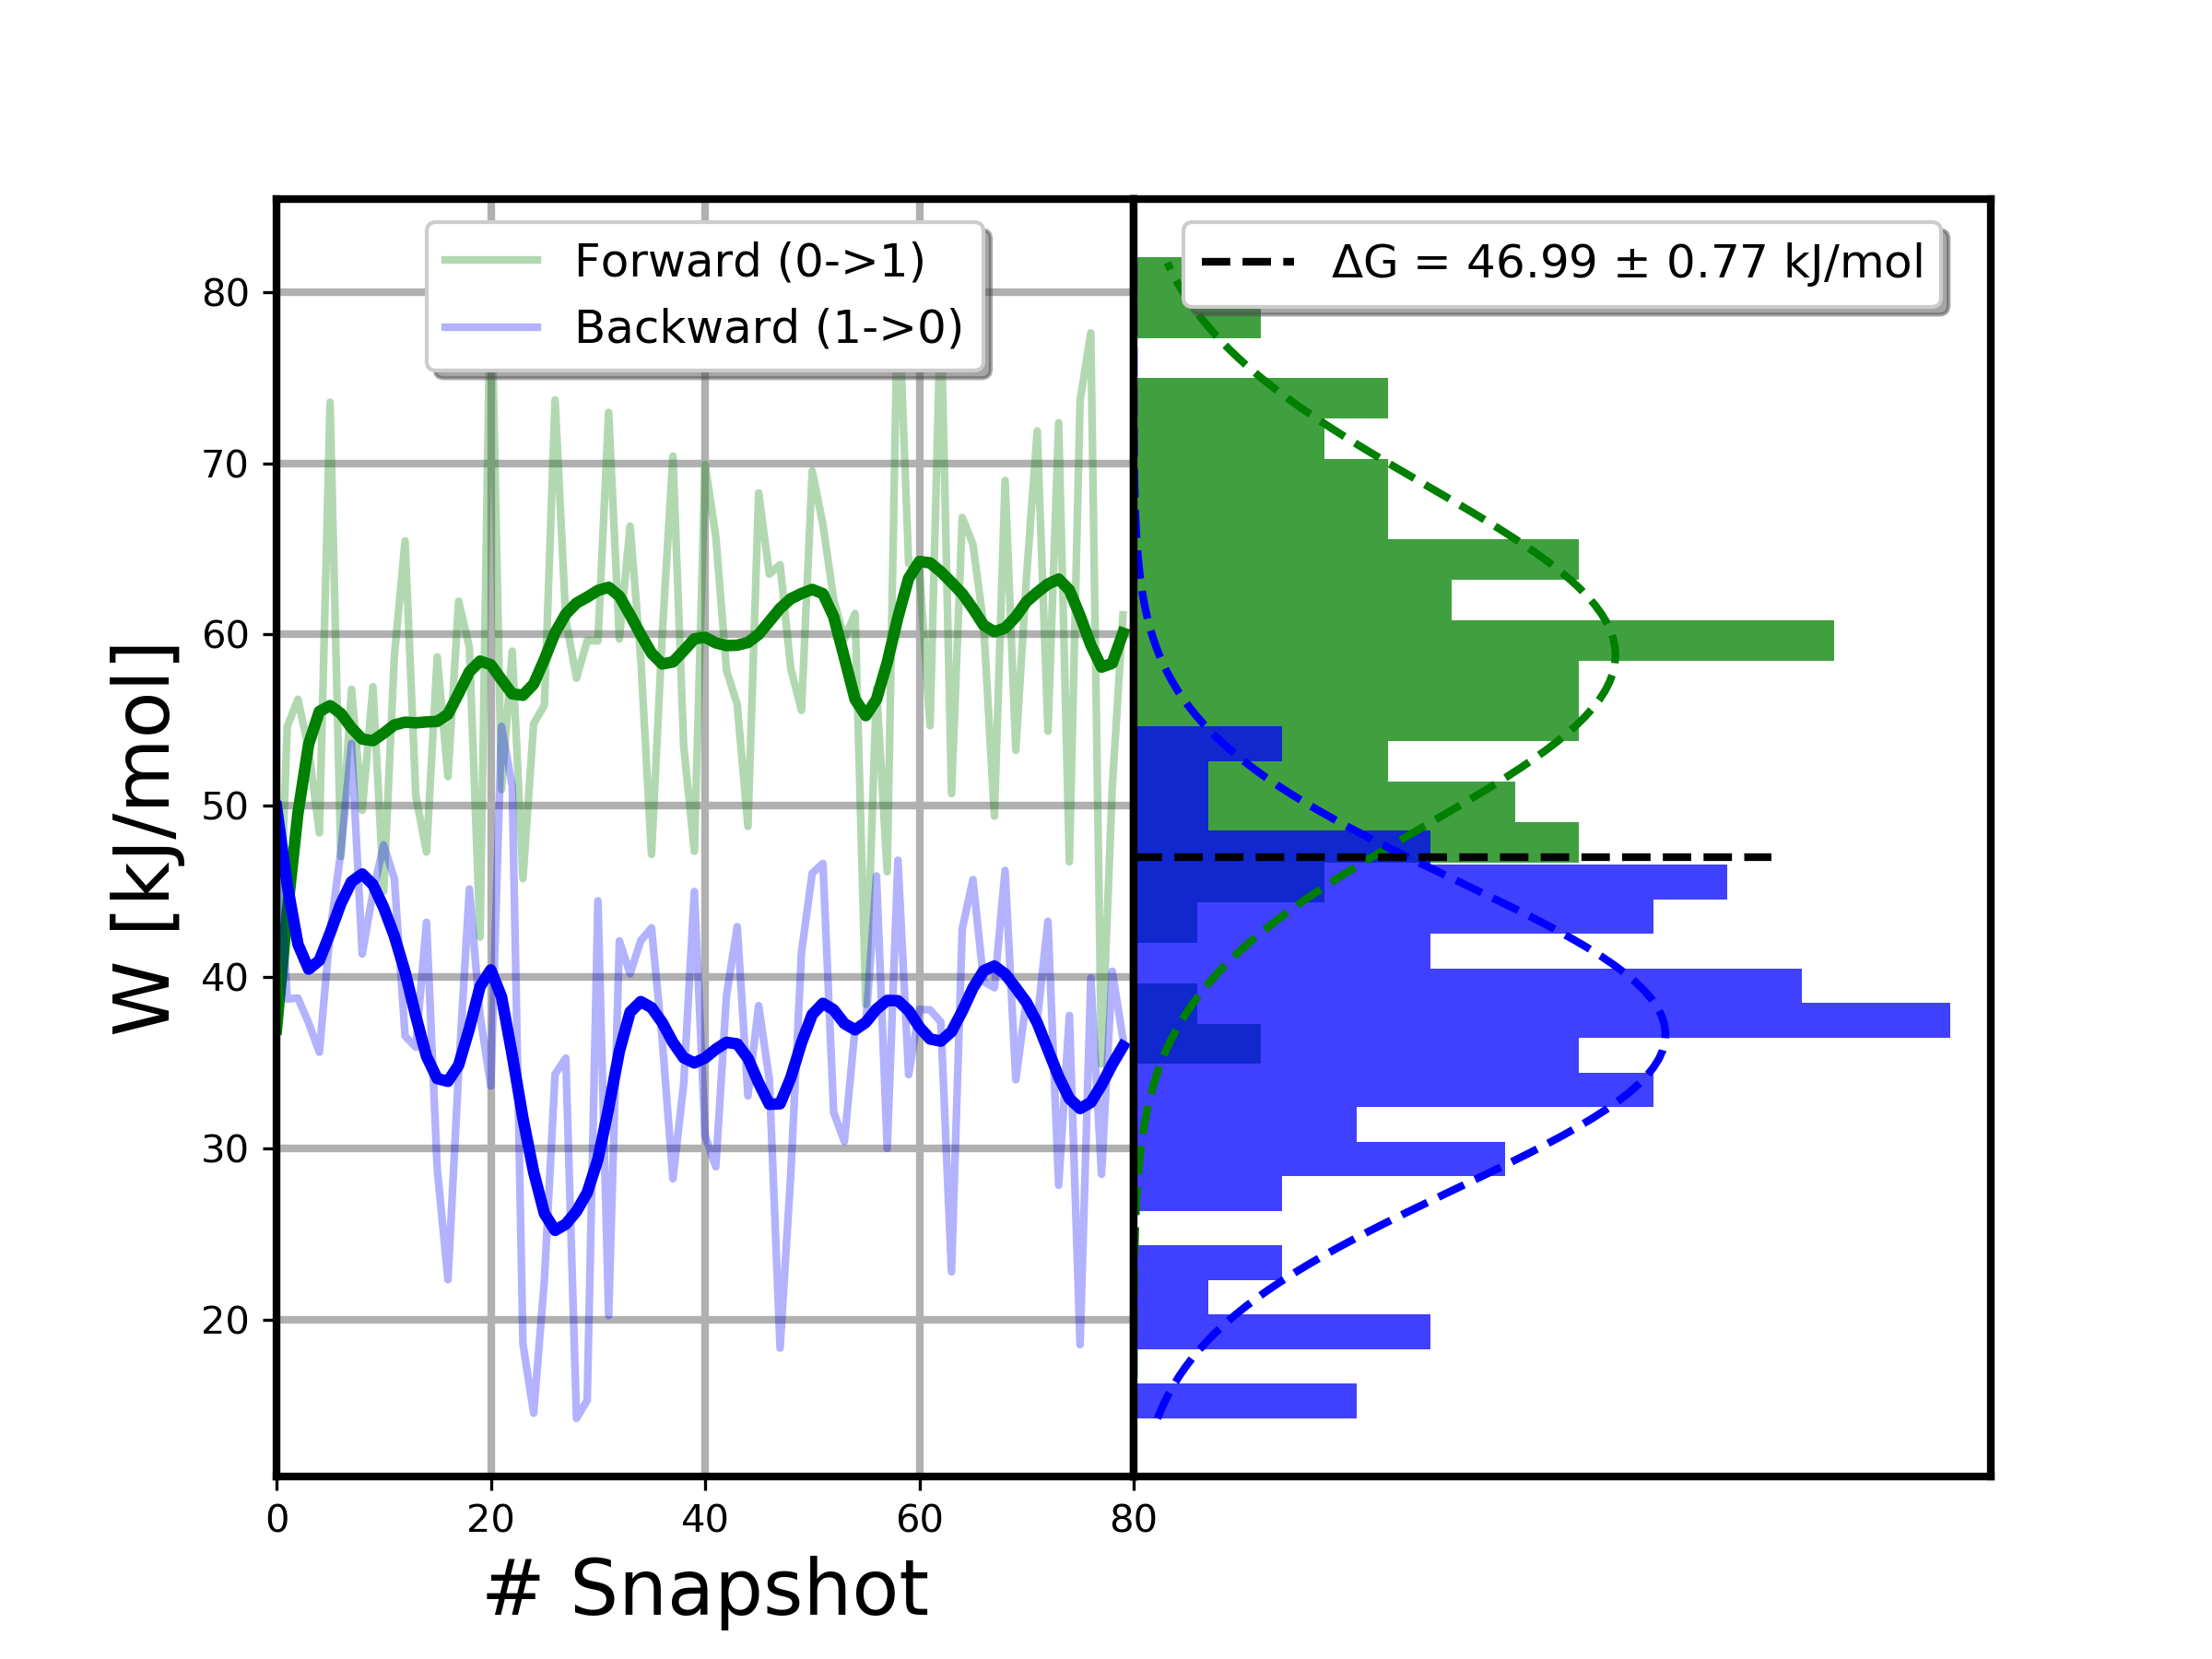 Forward (0->1)
Backward (1->0)
ΔG = 46.99 ± 0.77 kJ/mol
W [kJ/mol]
80
70
60
50
40
30
20
0 20 40 60 80
# Snapshot